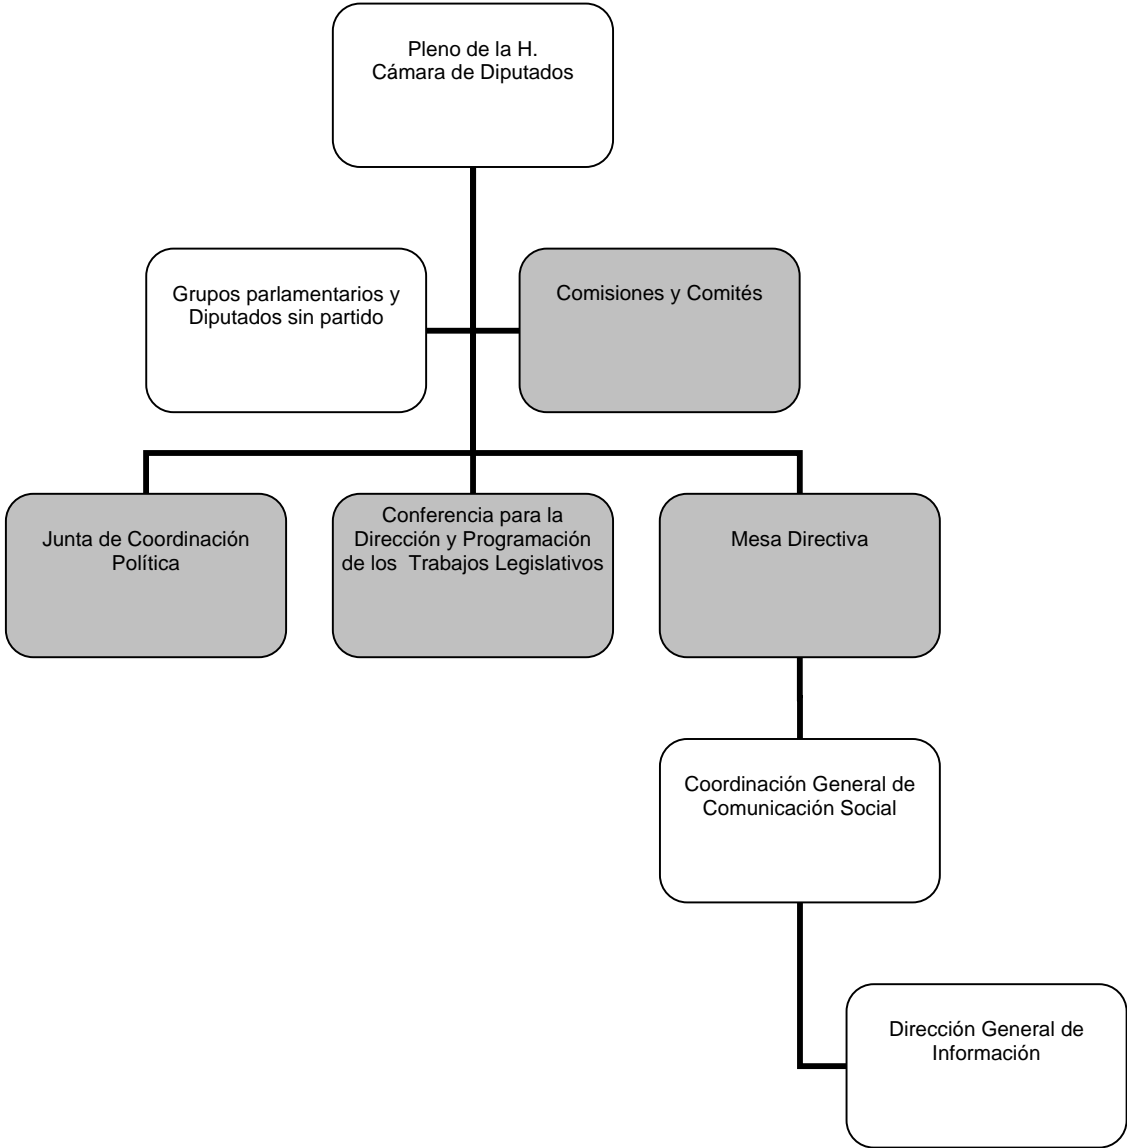 Pleno de la H.
Cámara de Diputados
Grupos parlamentarios y
Diputados sin partido
Comisiones y Comités
Junta de Coordinación
Política
Conferencia para la
Dirección y Programación
de los  Trabajos Legislativos
Mesa Directiva
Coordinación General de
Comunicación Social
Dirección General de
Información